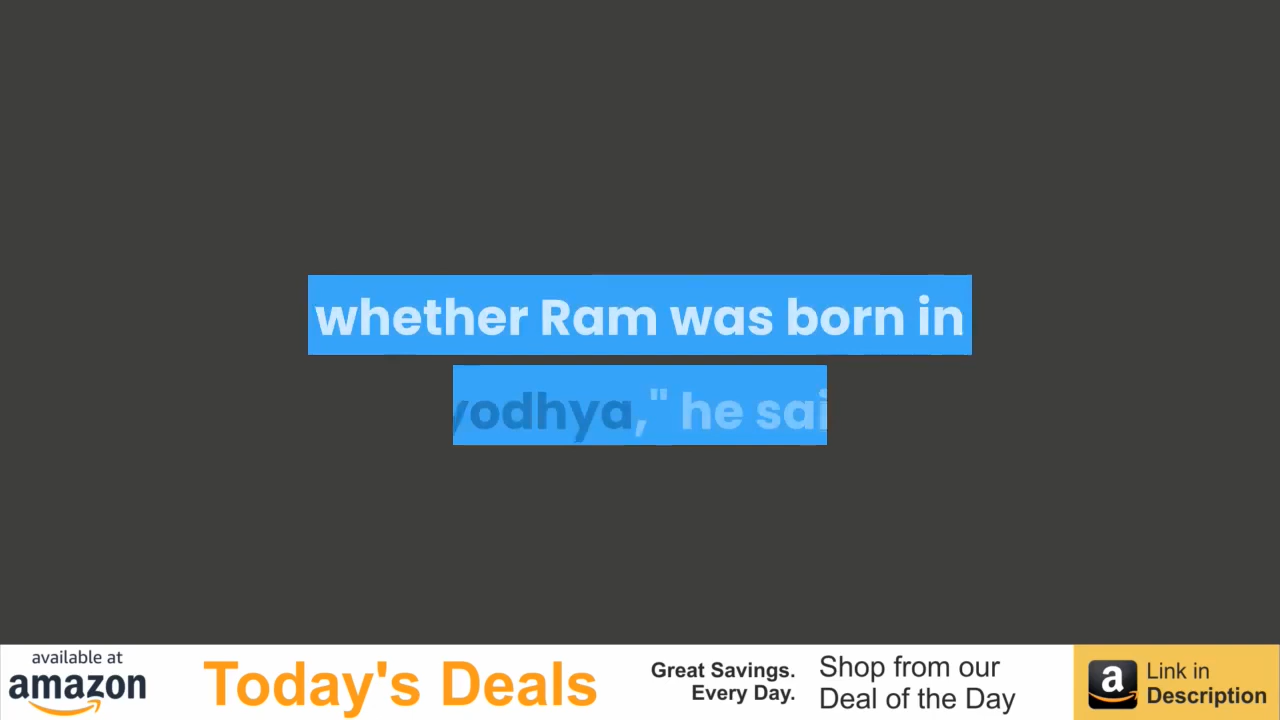 whether Ram was born in
yodhya," he sai
available at
amazon
Today's Deals
Great Savings.
Every Day.
Shop from our
Deal of the Day
a
Link in
Description